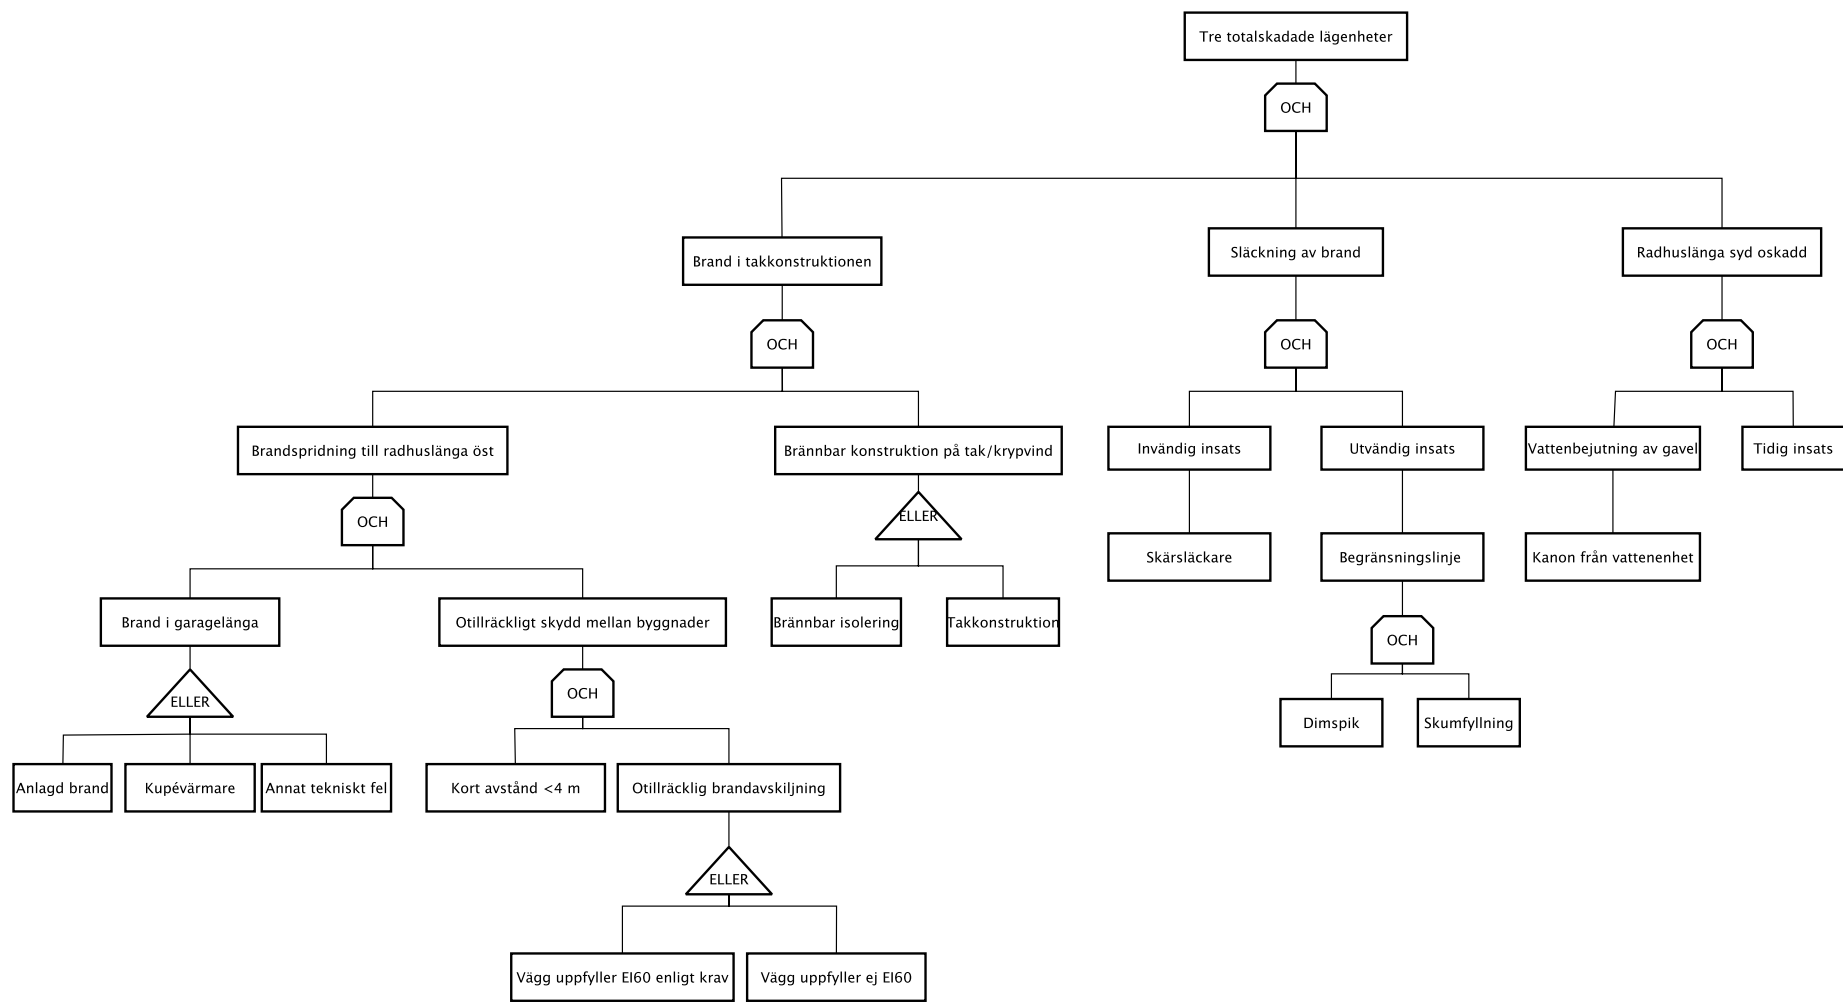 Tre totalskadade lägenheter
OCH
Brand i takkonstruktionen
Släckning av brand
Radhuslänga syd oskadd
OCH
OCH
OCH
Brandspridning till radhuslänga öst
Brännbar konstruktion på tak/krypvind
Invändig insats
Utvändig insats
Vattenbejutning av gavel
Tidig insats
OCH
ELLER
Skärsläckare
Begränsningslinje
Kanon från vattenenhet
Brand i garagelänga
Otillräckligt skydd mellan byggnader
Brännbar isolering
Takkonstruktion
OCH
ELLER
OCH
Dimspik
Skumfyllning
Anlagd brand
Kupévärmare
Annat tekniskt fel
Kort avstånd <4 m
Otillräcklig brandavskiljning
ELLER
Vägg uppfyller EI60 enligt krav
Vägg uppfyller ej EI60